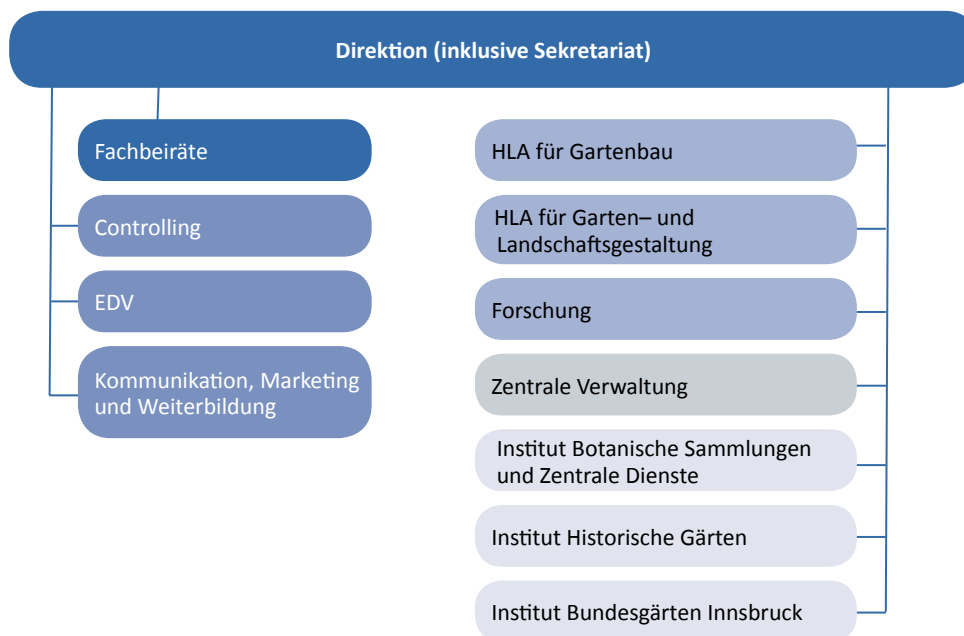 Direktion (inklusive Sekretariat)
Fachbeiräte
Controlling
EDV
Kommunikation, Marketing
und Weiterbildung
HLA für Gartenbau
HLA für Garten– und
Landschaftsgestaltung
Forschung
Zentrale Verwaltung
Institut Botanische Sammlungen
und Zentrale Dienste
Institut Historische Gärten
Institut Bundesgärten Innsbruck